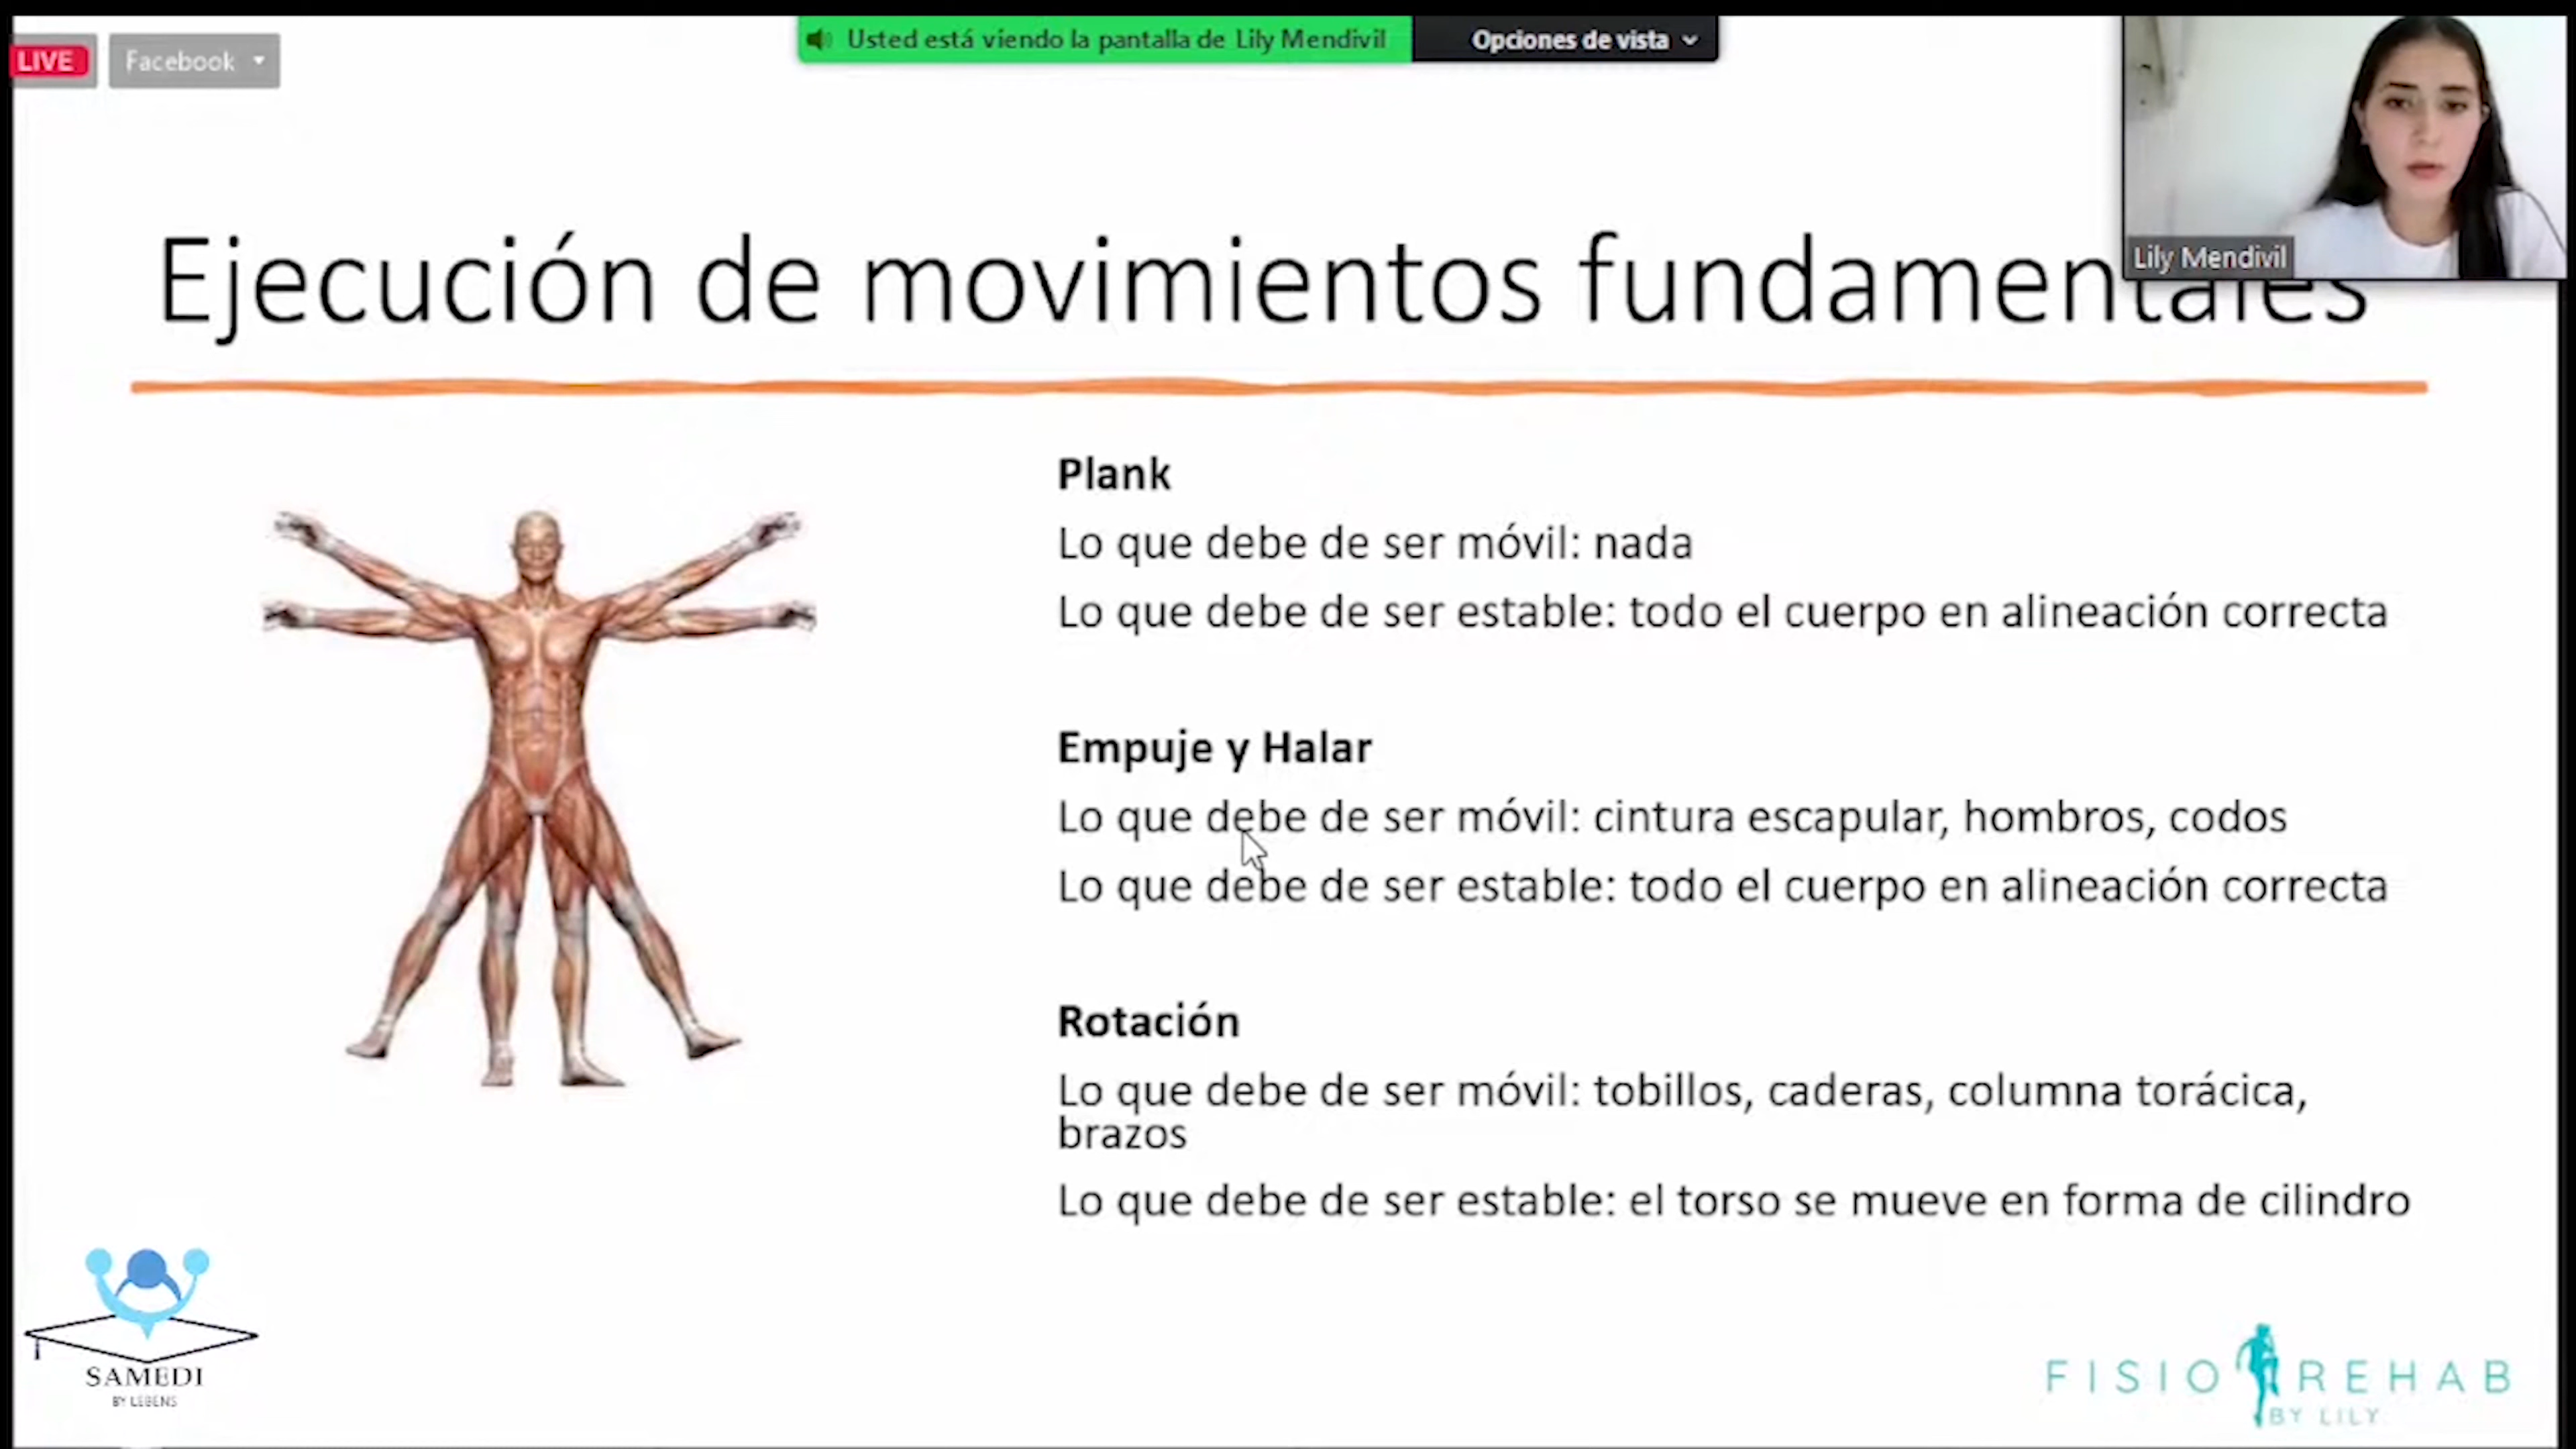 LIVE
Facebook
Usted está viendo la pantalla de Lily Mendivil
Opciones de vista
Lily Mendivil
Ejecución de movimientos fundamentales
Plank
Lo que debe de ser móvil: nada
Lo que debe de ser estable: todo el cuerpo en alineación correcta
Empuje y Halar
Lo que debe de ser móvil: cintura escapular, hombros, codos
Lo que debe de ser estable: todo el cuerpo en alineación correcta
Rotación
Lo que debe de ser móvil: tobillos, caderas, columna torácica,
brazos
Lo que debe de ser estable: el torso se mueve en forma de cilindro
SAMEDI
BY LEBENS
FISIO REHAB
BY LILY